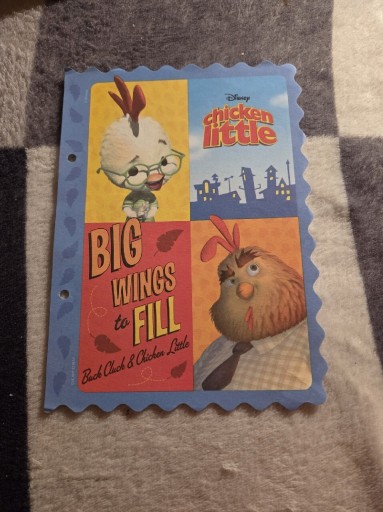 Disney
chicken
little
BIG
WINGS
to FILL
Buck Cluck & Chicken Little